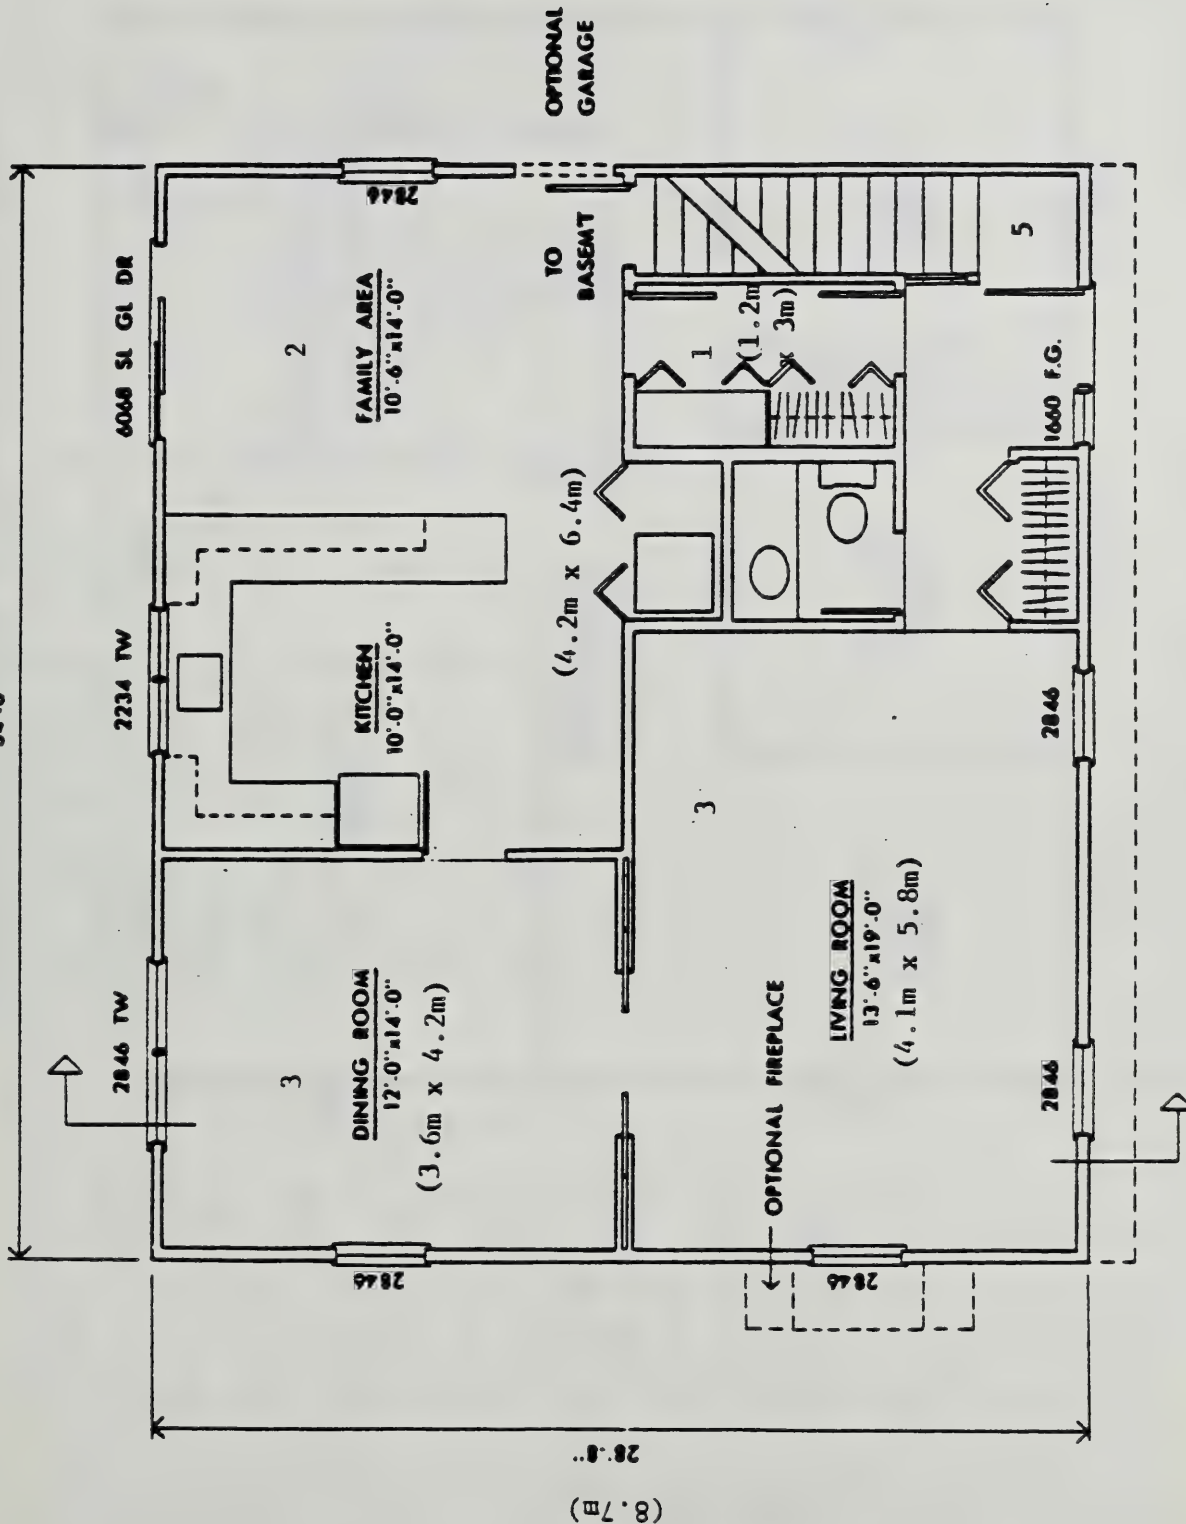 6068 SL GL DR
2234 TW
2846 TW
2846
2
FAMILY AREA
10'-6"x14'-0"
KITCHEN
10'-0"x14'-0"
(4.2m x 6.4m)
3
DINING ROOM
12'-0"x14'-0"
(3.6m x 4.2m)
2846
OPTIONAL
GARAGE
TO
BASEMT
1
(1.2m
x 3m)
5
1660 F.G.
3
LIVING ROOM
13'-6"x19'-0"
(4.1m x 5.8m)
OPTIONAL FIREPLACE
2846
2846
2846
28'-8"
(8.7m)